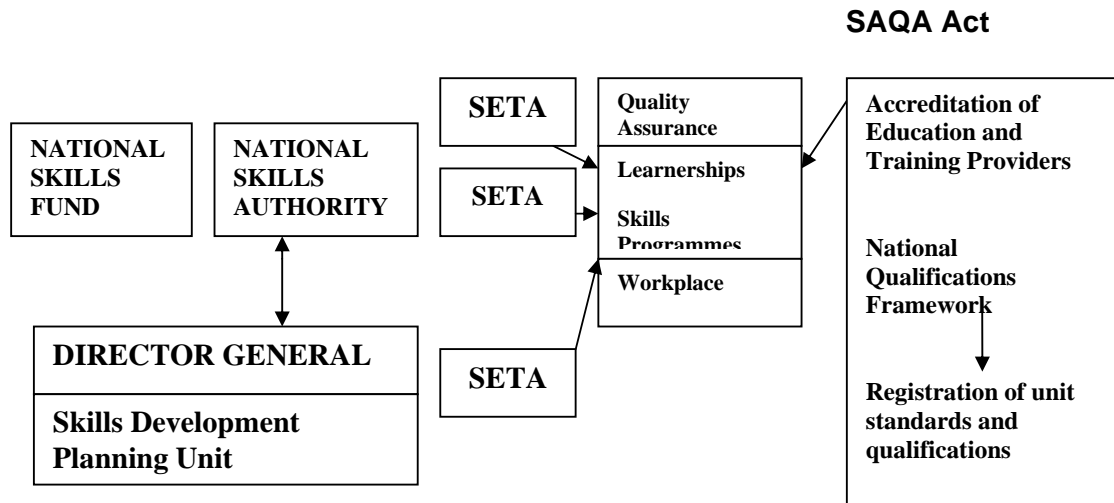 SAQA Act
NATIONAL
SKILLS
FUND
NATIONAL
SKILLS
AUTHORITY
DIRECTOR GENERAL
Skills Development
Planning Unit
SETA
SETA
SETA
Quality
Assurance
Learnerships
Skills
Programmes
Workplace
Accreditation of
Education and
Training Providers
National
Qualifications
Framework
Registration of unit
standards and
qualifications